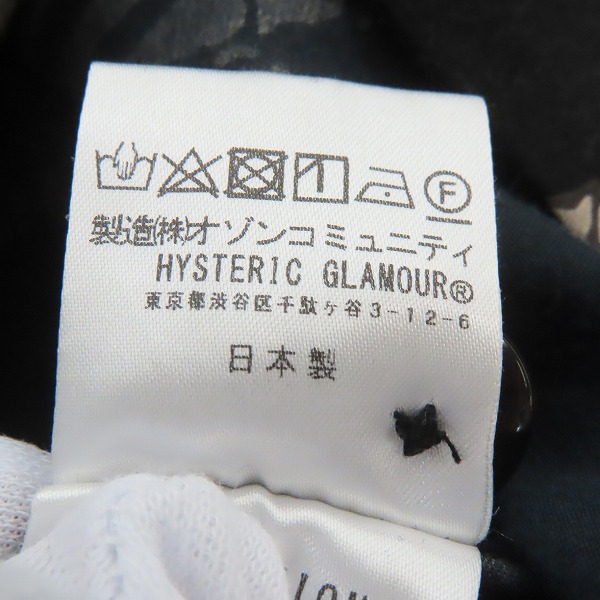 F
製造(株)オゾンコミュニティ
HYSTERIC GLAMOUR®
東京都渋谷区千駄ヶ谷3-12-6
日本製